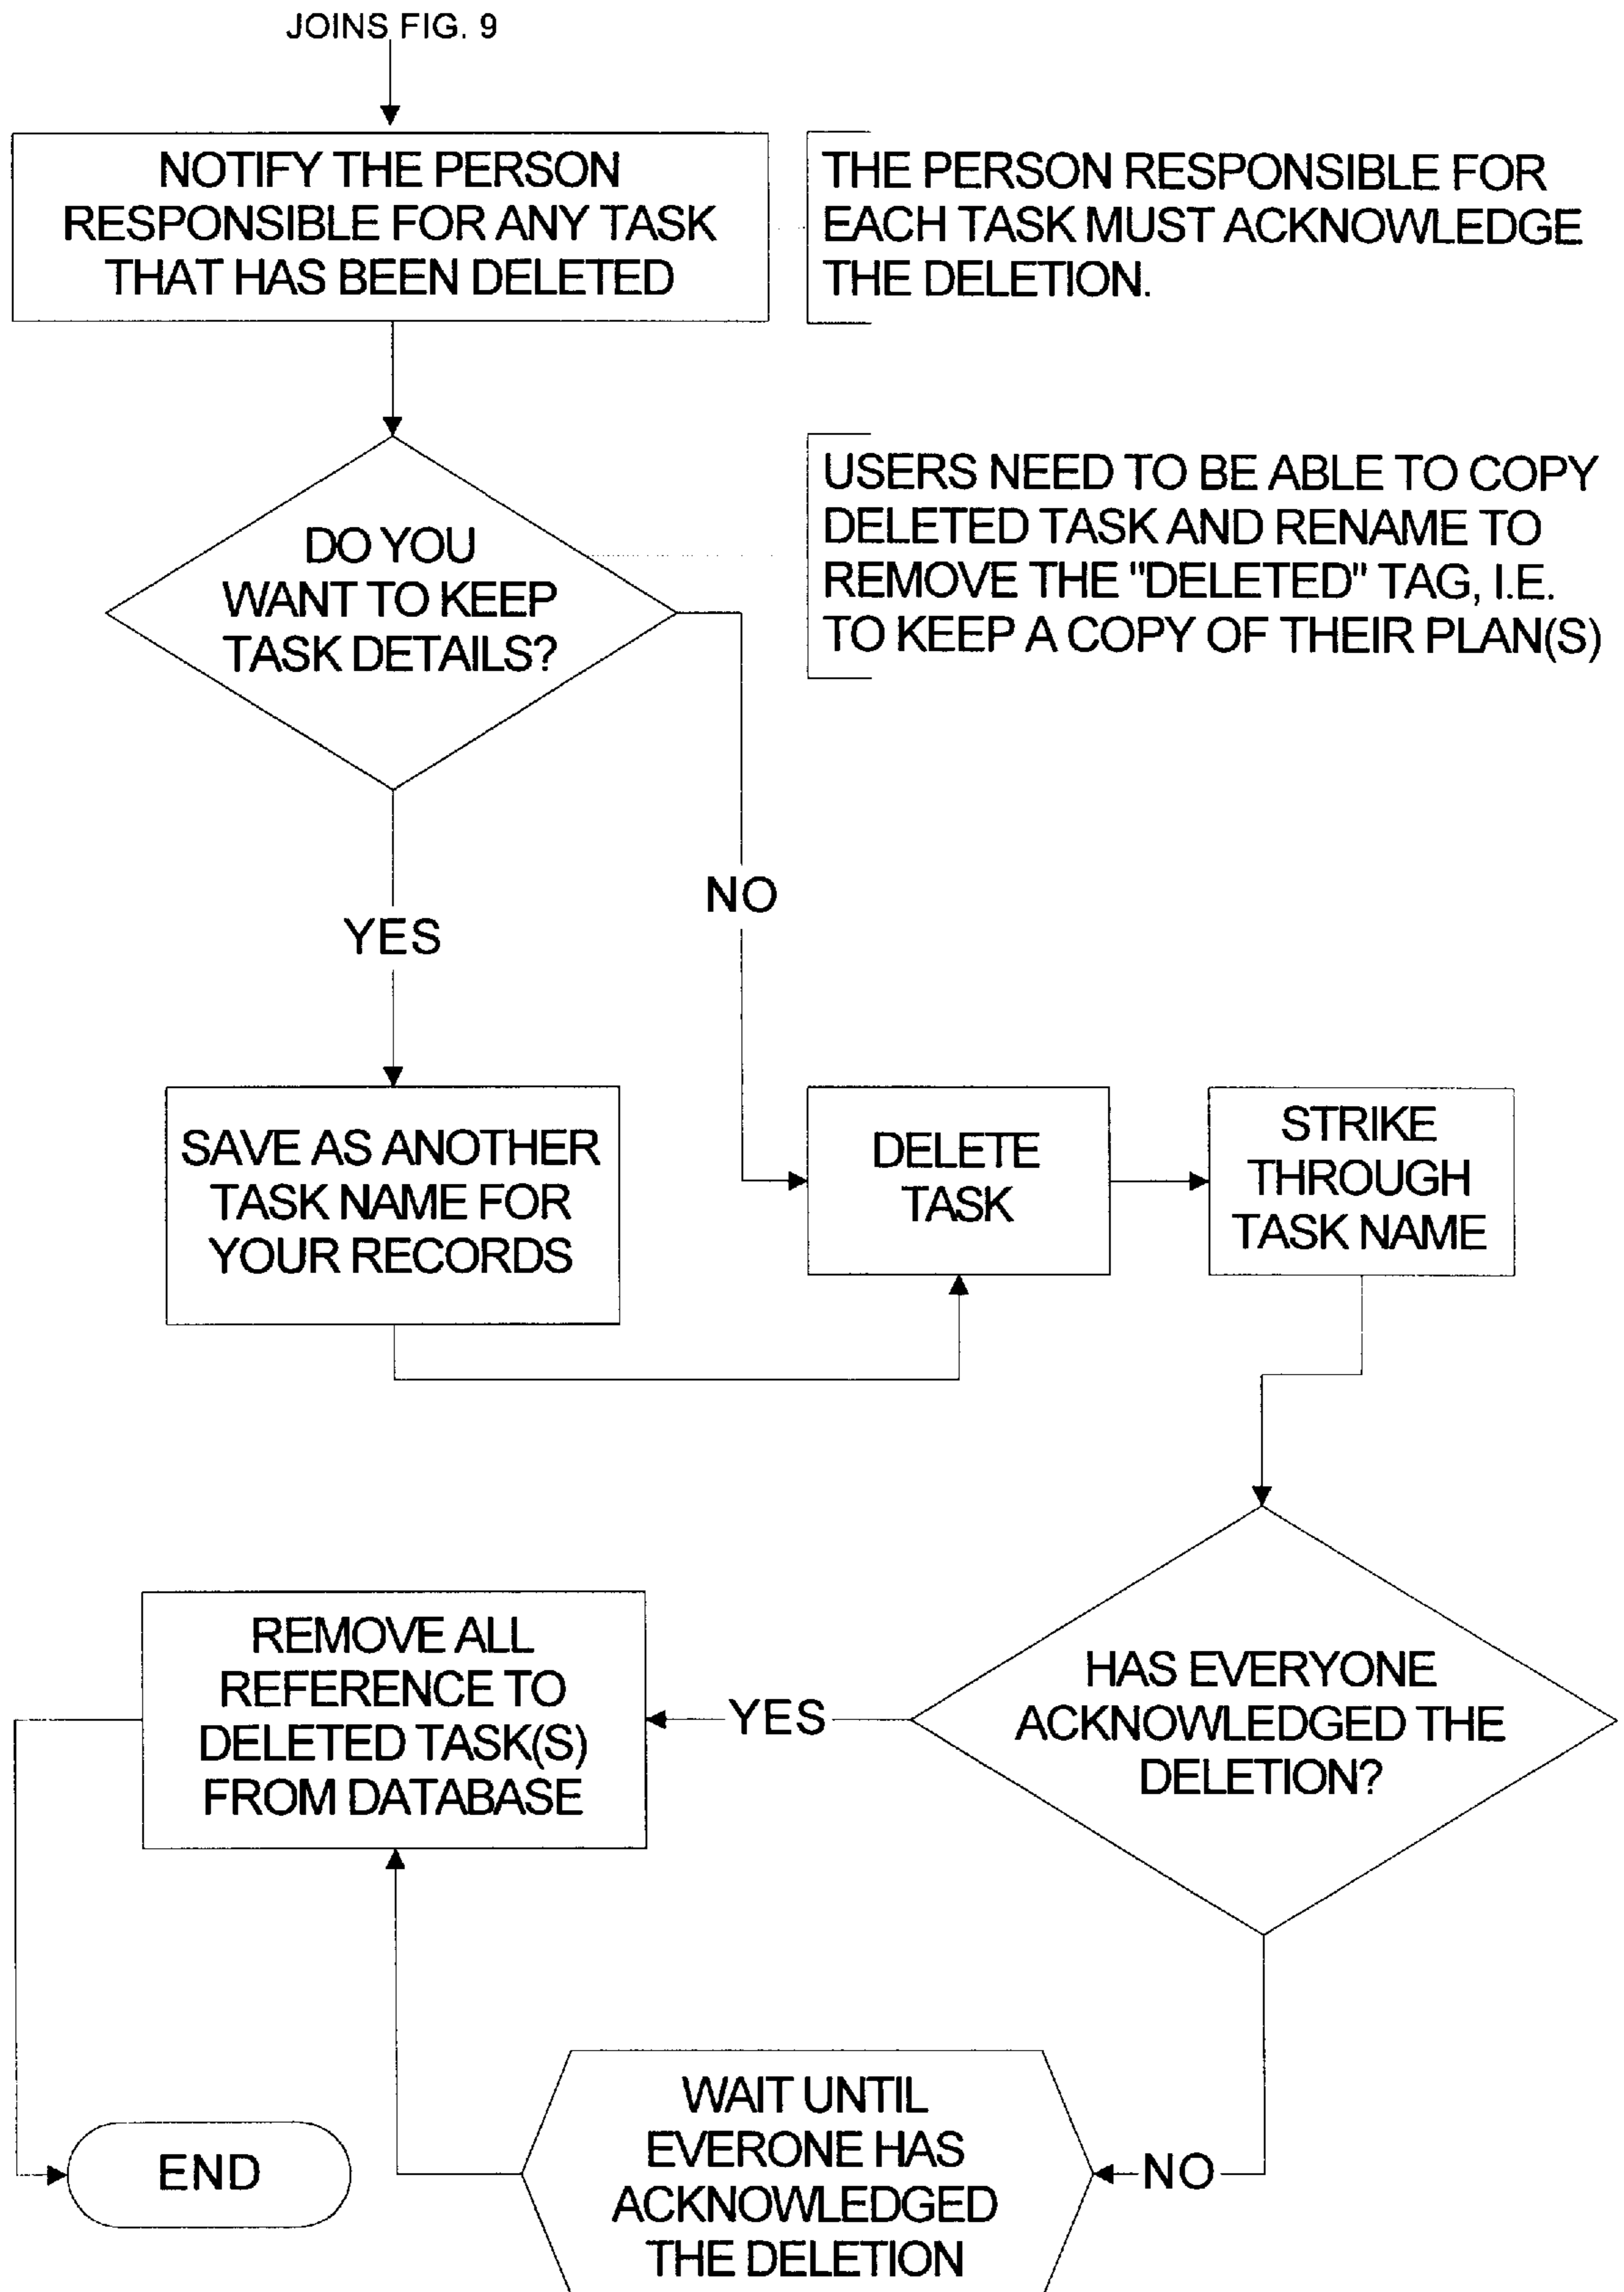 JOINS FIG. 9
NOTIFY THE PERSON
RESPONSIBLE FOR ANY TASK
THAT HAS BEEN DELETED
THE PERSON RESPONSIBLE FOR
EACH TASK MUST ACKNOWLEDGE
THE DELETION.
DO YOU
WANT TO KEEP
TASK DETAILS?
USERS NEED TO BE ABLE TO COPY
DELETED TASK AND RENAME TO
REMOVE THE "DELETED" TAG, I.E.
TO KEEP A COPY OF THEIR PLAN(S)
YES
NO
SAVE AS ANOTHER
TASK NAME FOR
YOUR RECORDS
DELETE
TASK
STRIKE
THROUGH
TASK NAME
HAS EVERYONE
ACKNOWLEDGED THE
DELETION?
YES
REMOVE ALL
REFERENCE TO
DELETED TASK(S)
FROM DATABASE
NO
WAIT UNTIL
EVERONE HAS
ACKNOWLEDGED
THE DELETION
END